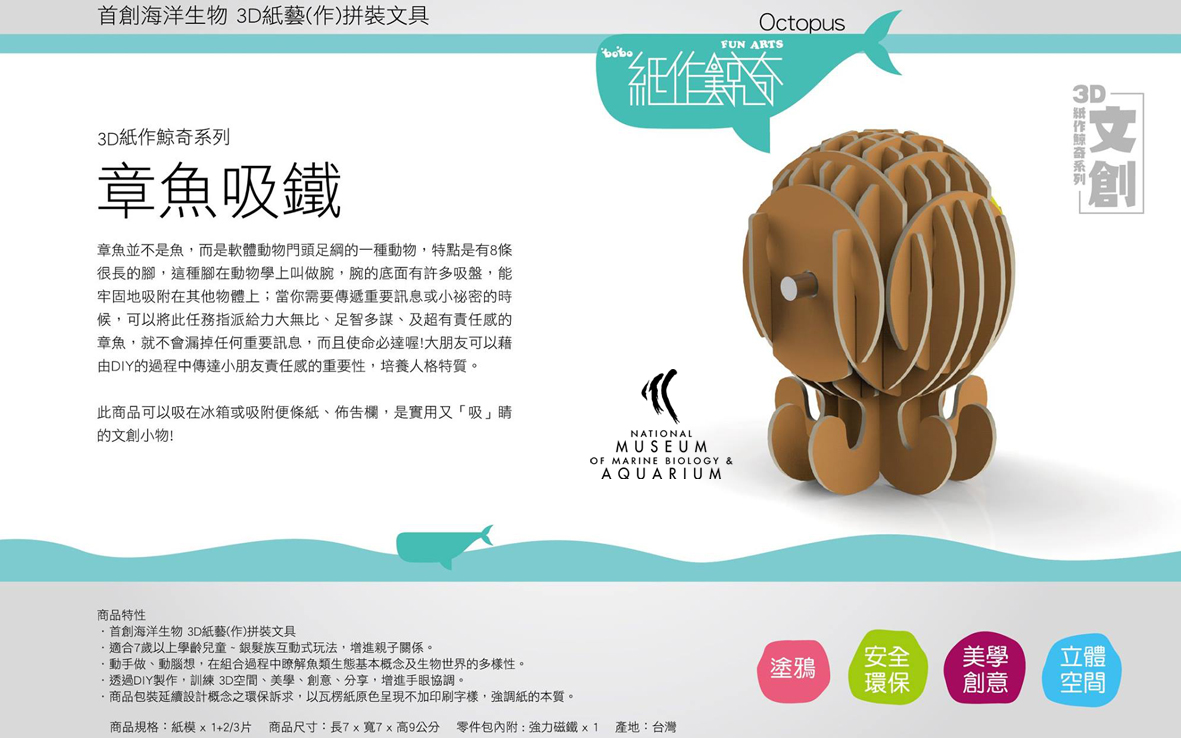 首創海洋生物 3D紙藝(作)拼裝文具
Octopus
bobo
FUN ARTS
紙作鯨奇
3D
紙作鯨奇系列
文創
3D紙作鯨奇系列
章魚吸鐵
章魚並不是魚，而是軟體動物門頭足綱的一種動物，特點是有8條
很長的腳，這種腳在動物學上叫做腕，腕的底面有許多吸盤，能
牢固地吸附在其他物體上；當你需要傳遞重要訊息或小祕密的時
候，可以將此任務指派給力大無比、足智多謀、及超有責任感的
章魚，就不會漏掉任何重要訊息，而且使命必達喔!大朋友可以藉
由DIY的過程中傳達小朋友責任感的重要性，培養人格特質。
此商品可以吸在冰箱或吸附便條紙、佈告欄，是實用又「吸」睛
的文創小物!
NATIONAL
MUSEUM
OF MARINE BIOLOGY &
AQUARIUM
商品特性
．首創海洋生物 3D紙藝(作)拼裝文具
．適合7歲以上學齡兒童～銀髮族互動式玩法，增進親子關係。
．動手做、動腦想，在組合過程中瞭解魚類生態基本概念及生物世界的多樣性。
．透過DIY製作，訓練 3D空間、美學、創意、分享，增進手眼協調。
．商品包裝延續設計概念之環保訴求，以瓦楞紙原色呈現不加印刷字樣，強調紙的本質。
商品規格：紙模 x 1+2/3片 商品尺寸：長7 x 寬7 x 高9公分 零件包內附：強力磁鐵 x 1 產地：台灣
塗鴉
安全
環保
美學
創意
立體
空間